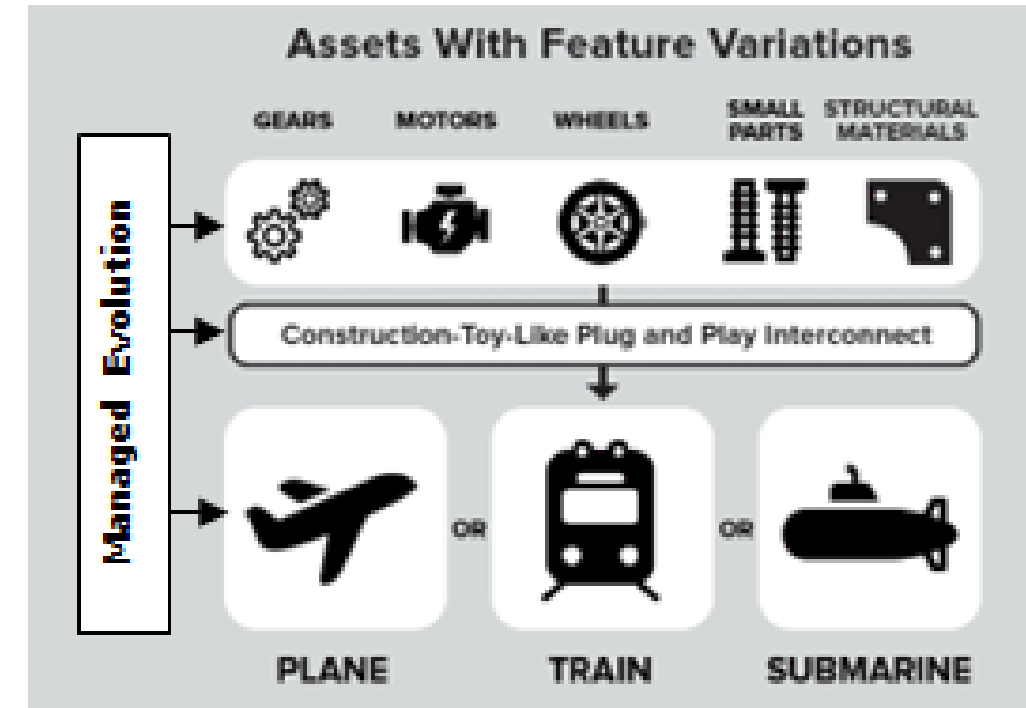 Assets With Feature Variations
GEARS MOTORS WHEELS SMALL PARTS STRUCTURAL MATERIALS
Managed Evolution
Construction-Toy-Like Plug and Play Interconnect
OR OR
PLANE TRAIN SUBMARINE